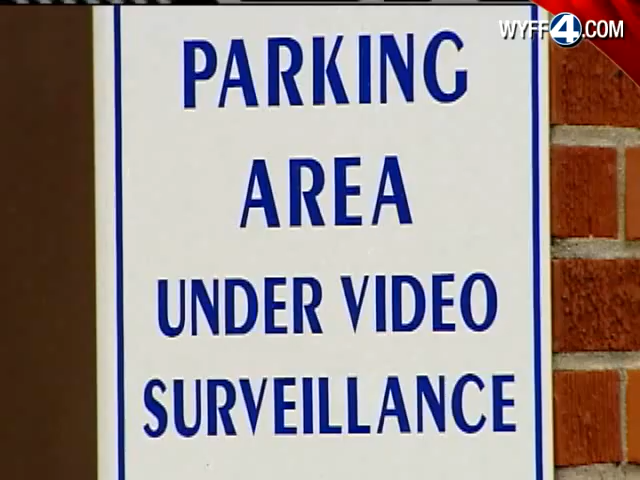 WYFF4.COM
PARKING
AREA
UNDER VIDEO
SURVEILLANCE